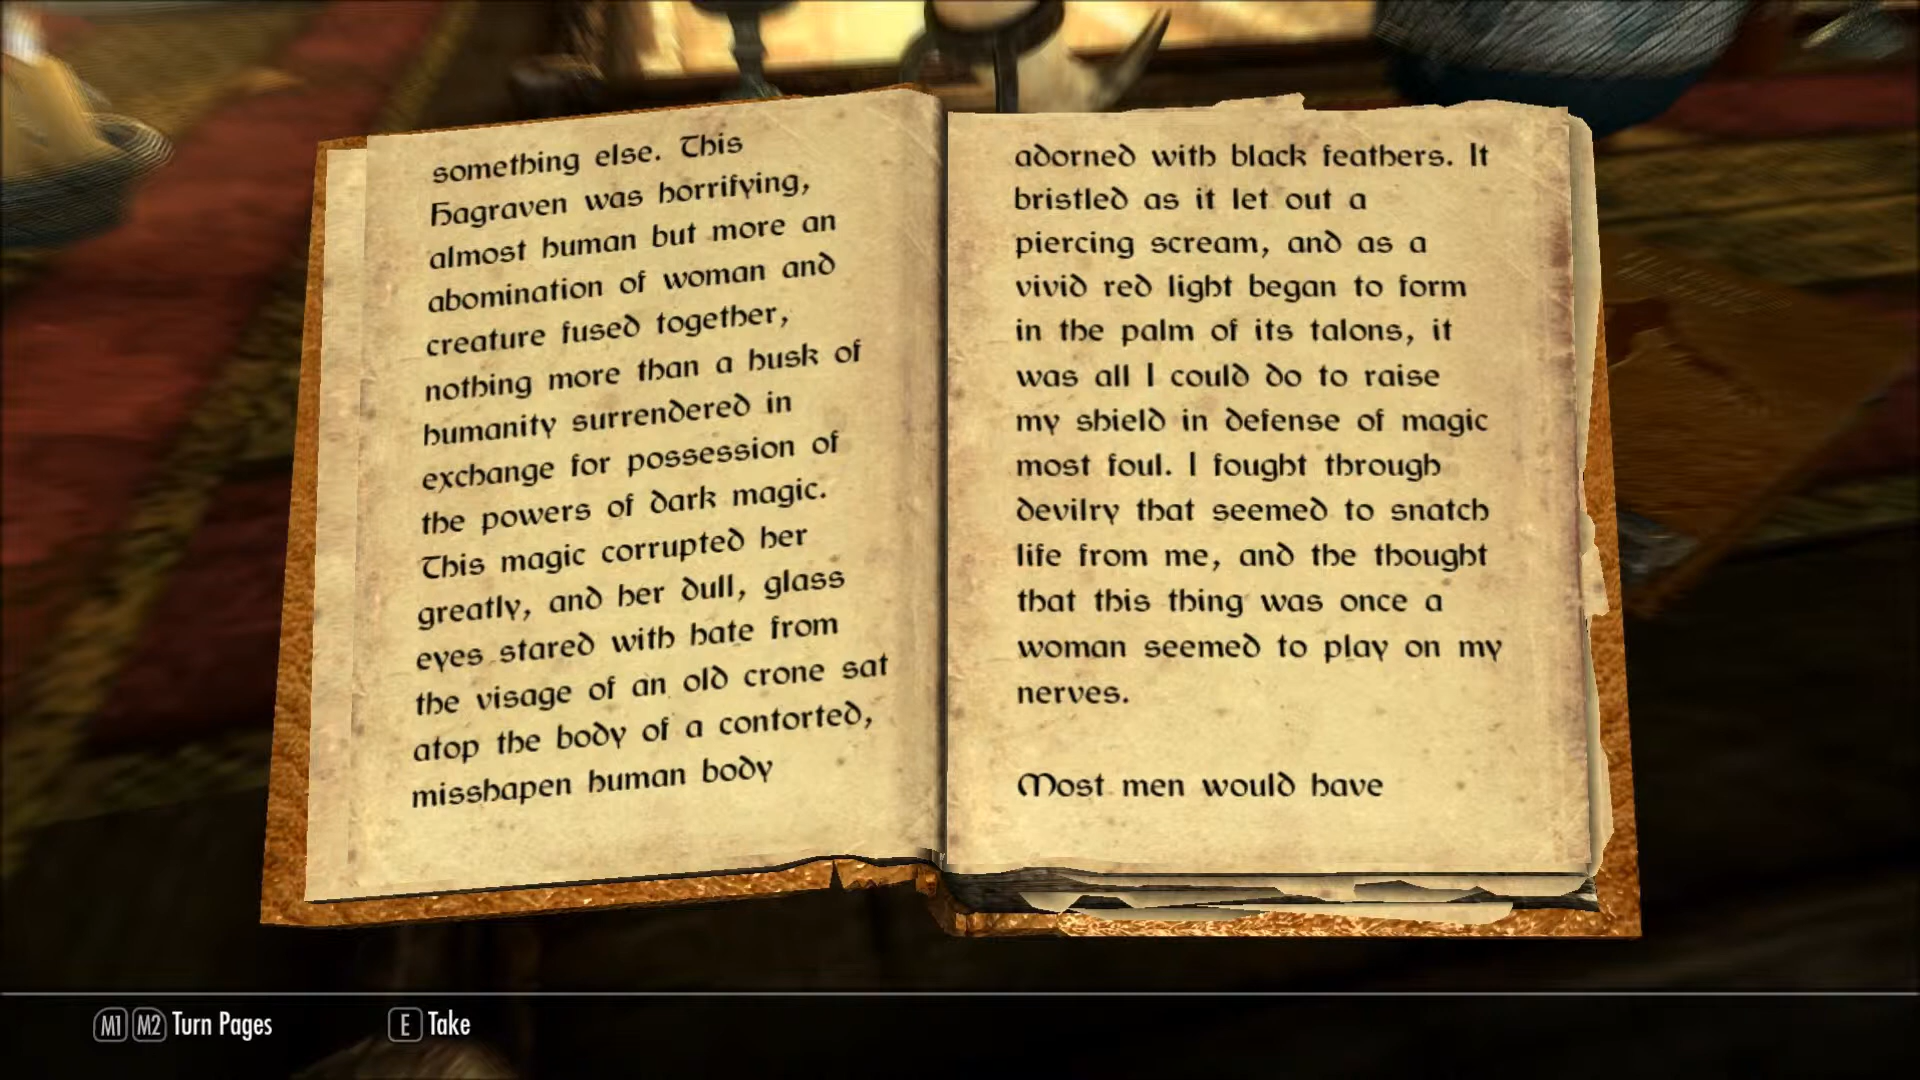 something else. This
Hagraven was horrifying,
almost human but more an
abomination of woman and
creature fused together,
nothing more than a husk of
humanity surrendered in
exchange for possession of
the powers of dark magic.
This magic corrupted her
greatly, and her dull, glass
eyes stared with hate from
the visage of an old crone sat
atop the body of a contorted,
misshapen human body
adorned with black feathers. It
bristled as it let out a
piercing scream, and as a
vivid red light began to form
in the palm of its talons, it
was all I could do to raise
my shield in defense of magic
most foul. I fought through
devilry that seemed to snatch
life from me, and the thought
that this thing was once a
woman seemed to play on my
nerves.
Most men would have
M1 M2 Turn Pages
E Take